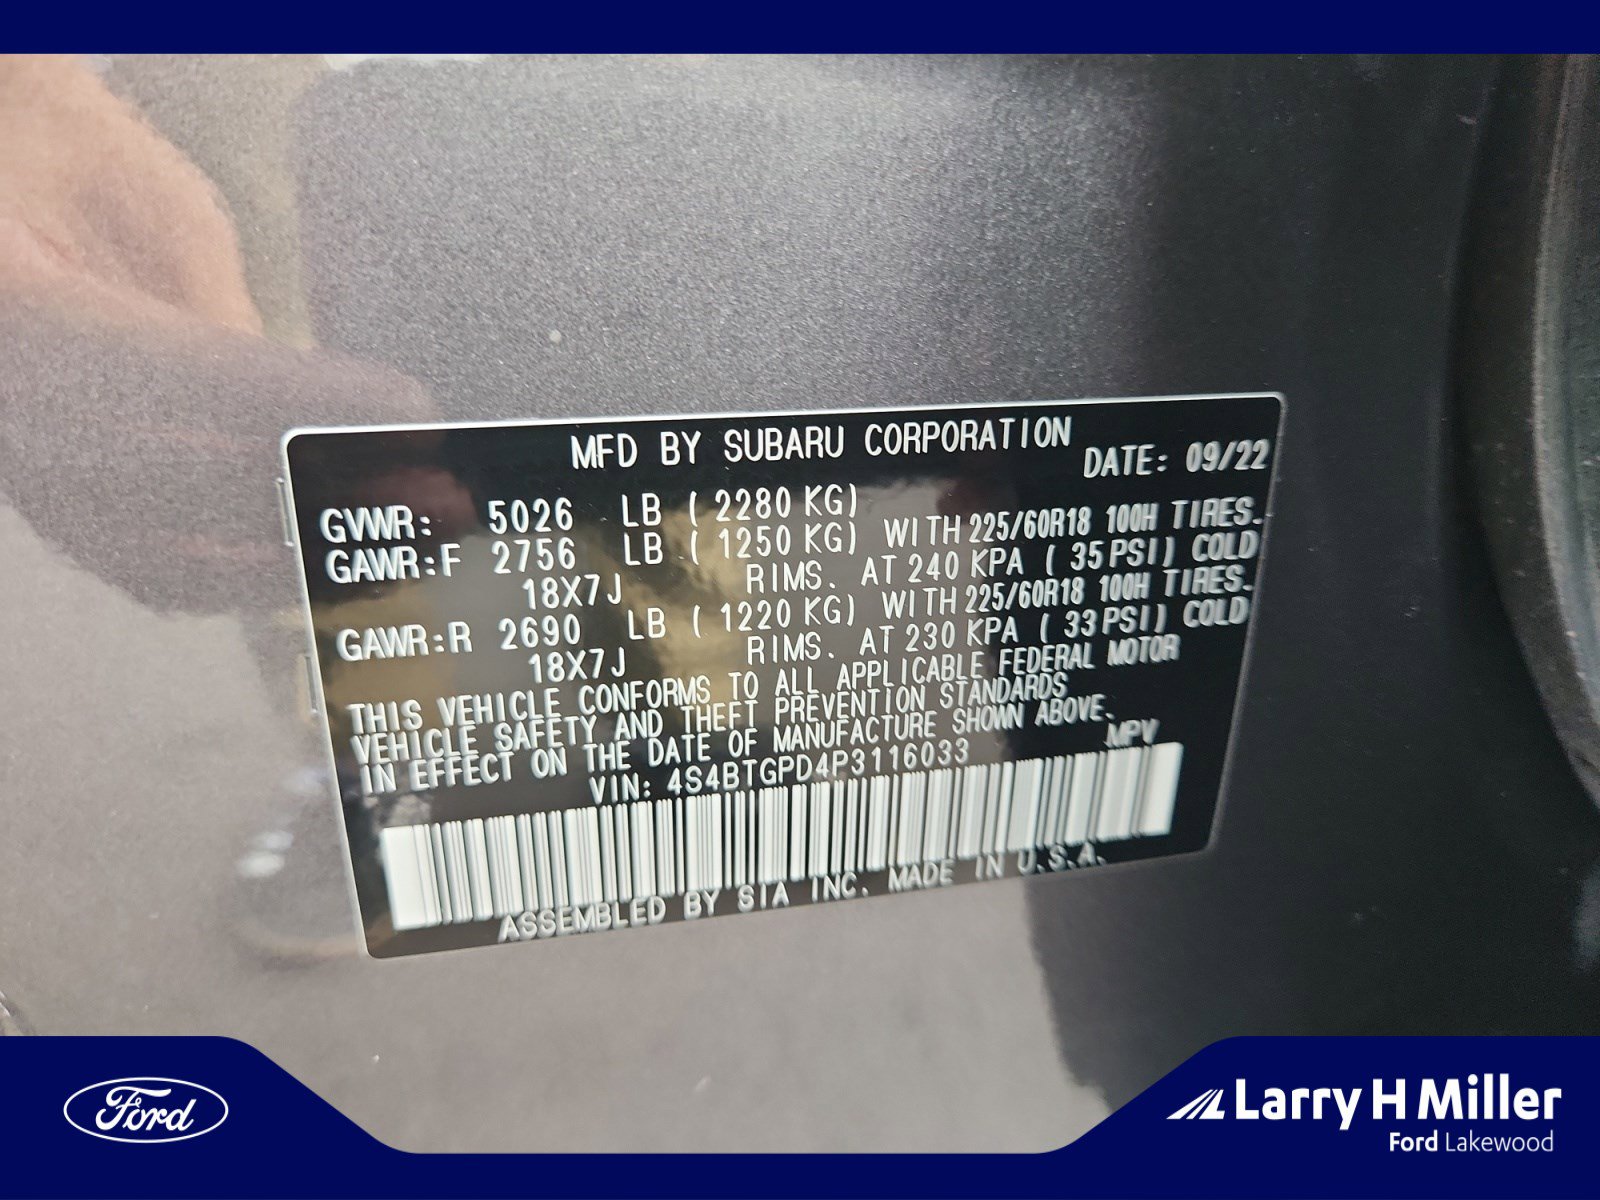 MFD BY SUBARU CORPORATION DATE: 09/22
GVWR: 5026 LB ( 2280 KG)
GAWR:F 2756 LB ( 1250 KG) WITH 225/60R18 100H TIRES.
18X7J RIMS. AT 240 KPA ( 35 PSI) COLD
GAWR:R 2690 LB ( 1220 KG) WITH 225/60R18 100H TIRES.
18X7J RIMS. AT 230 KPA ( 33 PSI) COLD
THIS VEHICLE CONFORMS TO ALL APPLICABLE FEDERAL MOTOR
VEHICLE SAFETY AND THEFT PREVENTION STANDARDS
IN EFFECT ON THE DATE OF MANUFACTURE SHOWN ABOVE.
VIN: 4S4BTGPD4P3116033 MPV
ASSEMBLED BY SIA INC. MADE IN U.S.A.
Ford
Larry H Miller
Ford Lakewood